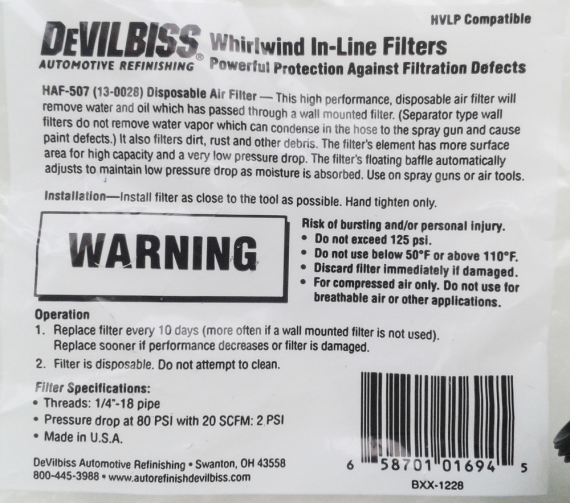 HVLP Compatible
DEVILBISS® Whirlwind In-Line Filters
AUTOMOTIVE REFINISHING Powerful Protection Against Filtration Defects
HAF-507 (13-0028) Disposable Air Filter — This high performance, disposable air filter will
remove water and oil which has passed through a wall mounted filter. (Separator type wall
filters do not remove water vapor which can condense in the hose to the spray gun and cause
paint defects.) It also filters dirt, rust and other debris. The filter's element has more surface
area for high capacity and a very low pressure drop. The filter's floating baffle automatically
adjusts to maintain low pressure drop as moisture is absorbed. Use on spray guns or air tools.
Installation—Install filter as close to the tool as possible. Hand tighten only.
WARNING
Risk of bursting and/or personal injury.
• Do not exceed 125 psi.
• Do not use below 50°F or above 110°F.
• Discard filter immediately if damaged.
• For compressed air only. Do not use for
breathable air or other applications.
Operation
1. Replace filter every 10 days (more often if a wall mounted filter is not used).
Replace sooner if performance decreases or filter is damaged.
2. Filter is disposable. Do not attempt to clean.
Filter Specifications:
• Threads: 1/4"-18 pipe
• Pressure drop at 80 PSI with 20 SCFM: 2 PSI
• Made in U.S.A.
DeVilbiss Automotive Refinishing • Swanton, OH 43558
800-445-3988 • www.autorefinishdevilbiss.com
6 58701 01694 5
BXX-1228